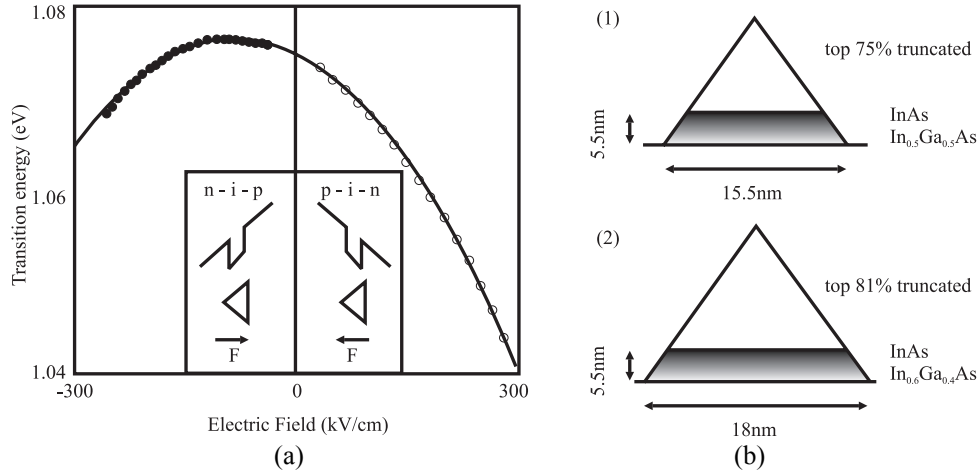 1.08
1.06
1.04
Transition energy (eV)
-300
0
300
Electric Field (kV/cm)
n - i - p
p - i - n
F
F
(a)
(1)
top 75% truncated
InAs
In0.5Ga0.5As
5.5nm
15.5nm
(2)
top 81% truncated
InAs
In0.6Ga0.4As
5.5nm
18nm
(b)